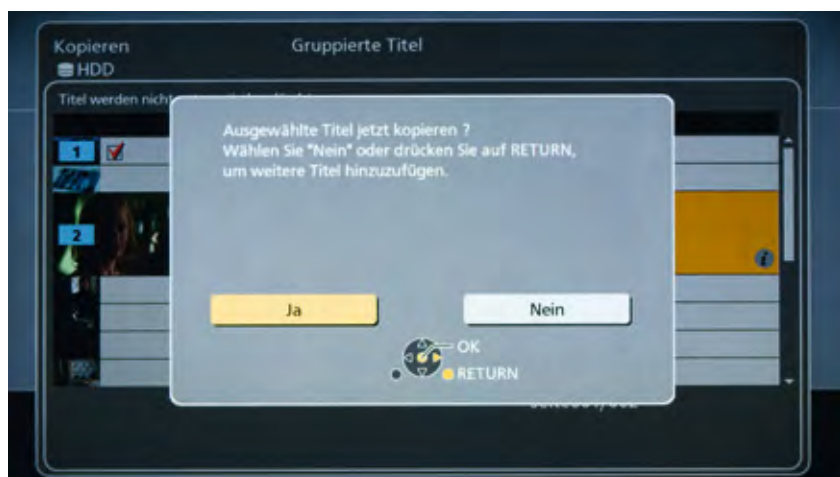 Kopieren
Gruppierte Titel
HDD
Titel werden nicht
Ausgewählte Titel jetzt kopieren ?
Wählen Sie "Nein" oder drücken Sie auf RETURN,
um weitere Titel hinzuzufügen.
1
2
i
Ja
Nein
OK
RETURN